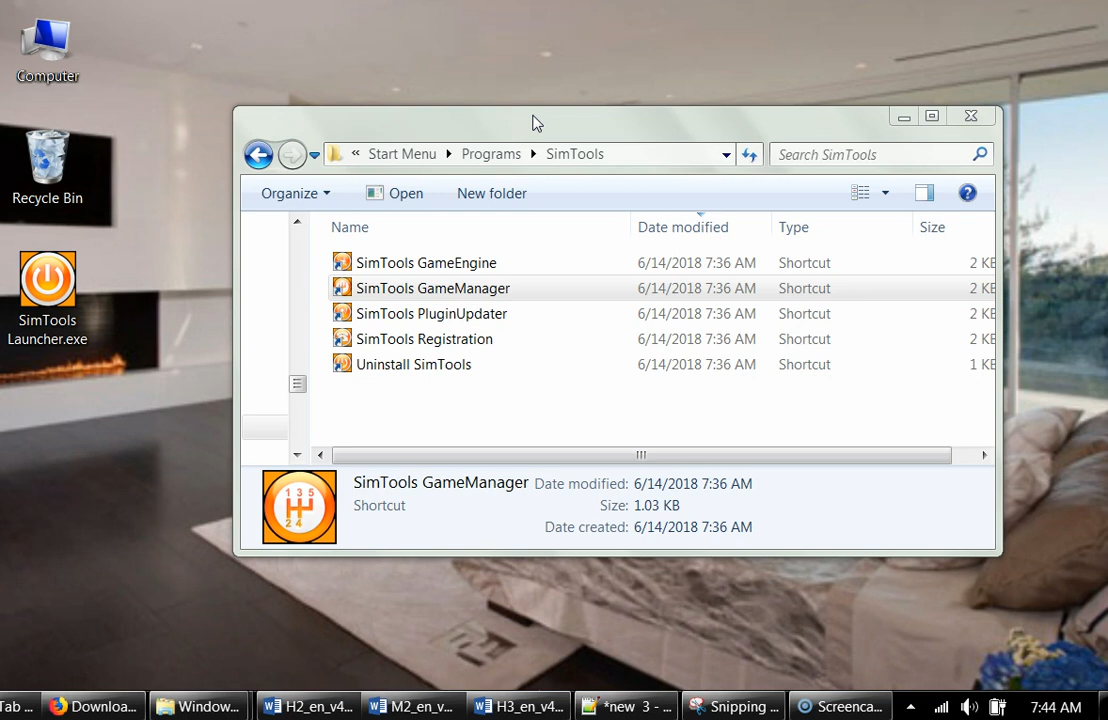 Computer
Recycle Bin
SimTools
Launcher.exe
« Start Menu Programs SimTools
Search SimTools
Organize Open New folder
Name Date modified Type Size
SimTools GameEngine 6/14/2018 7:36 AM Shortcut 2 KB
SimTools GameManager 6/14/2018 7:36 AM Shortcut 2 KB
SimTools PluginUpdater 6/14/2018 7:36 AM Shortcut 2 KB
SimTools Registration 6/14/2018 7:36 AM Shortcut 2 KB
Uninstall SimTools 6/14/2018 7:36 AM Shortcut 1 KB
1 3 5
2 4
SimTools GameManager Date modified: 6/14/2018 7:36 AM
Shortcut Size: 1.03 KB
Date created: 6/14/2018 7:36 AM
Tab ... Downloa... Window... H2_en_v4... M2_en_v... H3_en_v4... *new 3 - ... Snipping ... Screenca... 7:44 AM